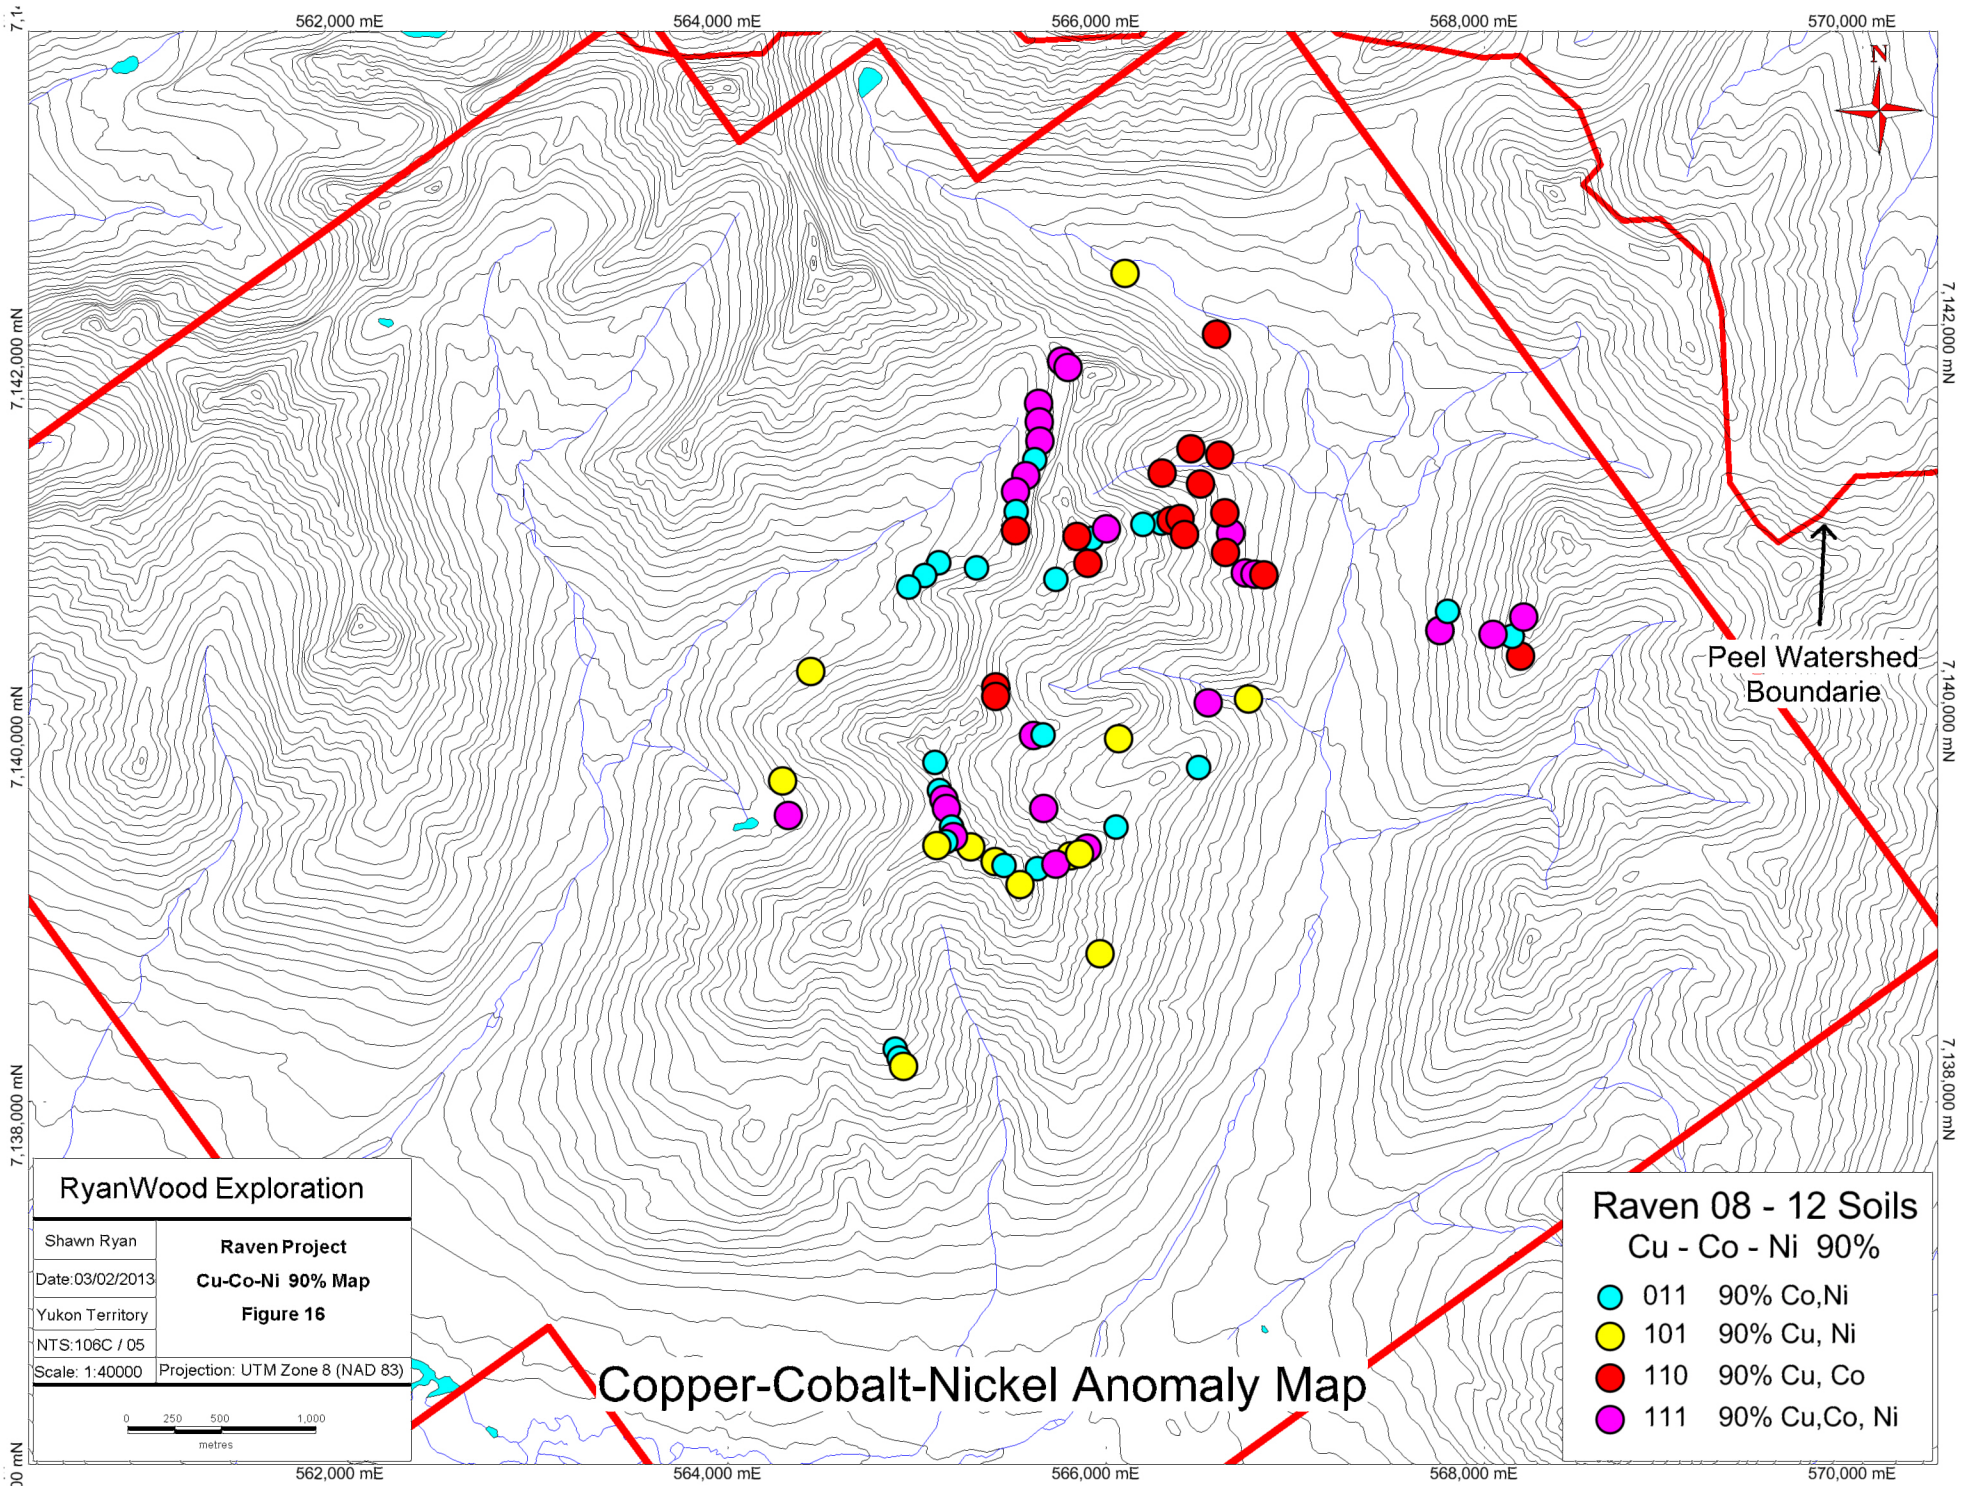 562,000 mE
564,000 mE
566,000 mE
568,000 mE
570,000 mE
N
7,142,000 mN
7,142,000 mN
Peel Watershed
Boundarie
7,140,000 mN
7,140,000 mN
7,138,000 mN
7,138,000 mN
RyanWood Exploration
Shawn Ryan
Date:03/02/2013
Yukon Territory
NTS:106C / 05
Scale: 1:40000
Raven Project
Cu-Co-Ni 90% Map
Figure 16
Projection: UTM Zone 8 (NAD 83)
0 250 500 1,000
metres
Copper-Cobalt-Nickel Anomaly Map
Raven 08 - 12 Soils
Cu - Co - Ni 90%
011 90% Co,Ni
101 90% Cu, Ni
110 90% Cu, Co
111 90% Cu,Co, Ni
562,000 mE
564,000 mE
566,000 mE
568,000 mE
570,000 mE